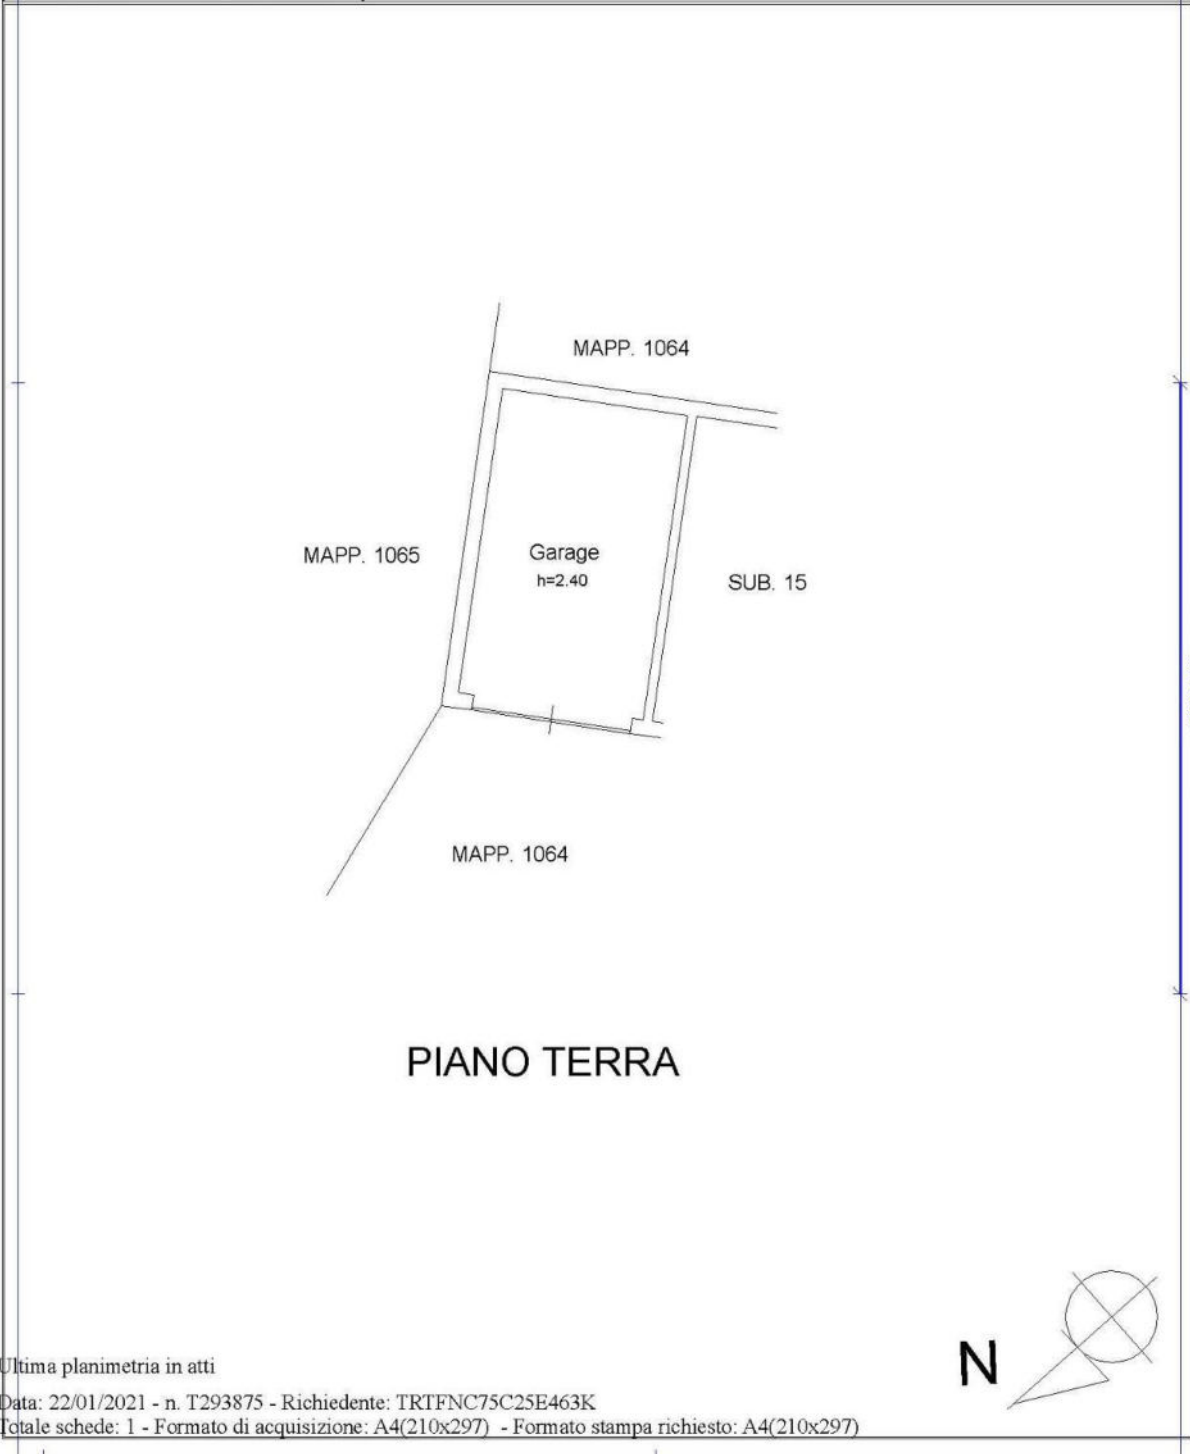 MAPP. 1064
MAPP. 1065
Garage
h=2.40
SUB. 15
MAPP. 1064
PIANO TERRA
N
Ultima planimetria in atti
Data: 22/01/2021 - n. T293875 - Richiedente: TRTFNC75C25E463K
Totale schede: 1 - Formato di acquisizione: A4(210x297) - Formato stampa richiesto: A4(210x297)